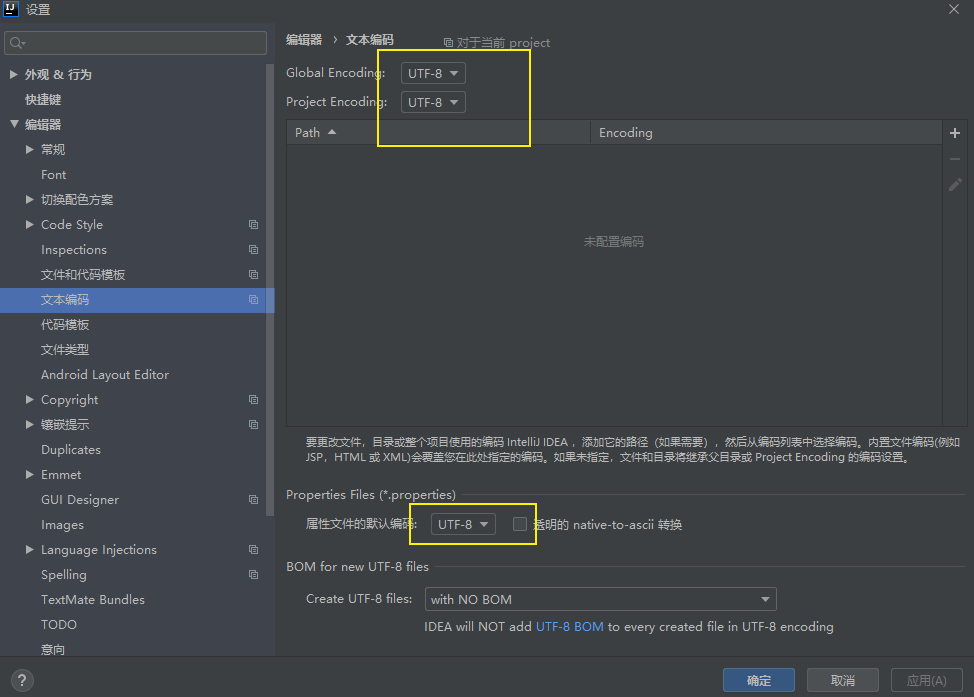 IJ 设置
编辑器 › 文本编码 对于当前 project
外观 & 行为
快捷键
编辑器
常规
Font
切换配色方案
Code Style
Inspections
文件和代码模板
文本编码
代码模板
文件类型
Android Layout Editor
Copyright
镶嵌提示
Duplicates
Emmet
GUI Designer
Images
Language Injections
Spelling
TextMate Bundles
TODO
意向
Global Encoding: UTF-8
Project Encoding: UTF-8
Path Encoding
未配置编码
要更改文件，目录或整个项目使用的编码 IntelliJ IDEA ，添加它的路径（如果需要），然后从编码列表中选择编码。内置文件编码(例如
JSP，HTML 或 XML)会覆盖您在此处指定的编码。如果未指定，文件和目录将继承父目录或 Project Encoding 的编码设置。
Properties Files (*.properties)
属性文件的默认编码: UTF-8 透明的 native-to-ascii 转换
BOM for new UTF-8 files
Create UTF-8 files: with NO BOM
IDEA will NOT add UTF-8 BOM to every created file in UTF-8 encoding
? 确定 取消 应用(A)